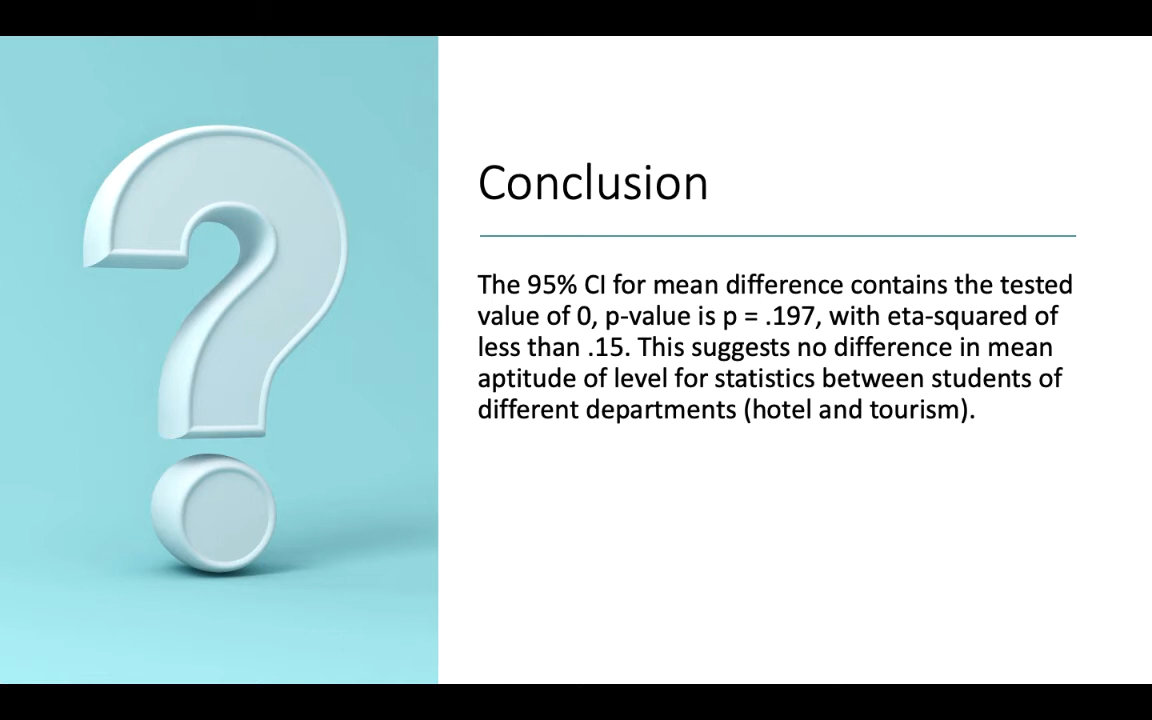 Conclusion
The 95% CI for mean difference contains the tested
value of 0, p-value is p = .197, with eta-squared of
less than .15. This suggests no difference in mean
aptitude of level for statistics between students of
different departments (hotel and tourism).